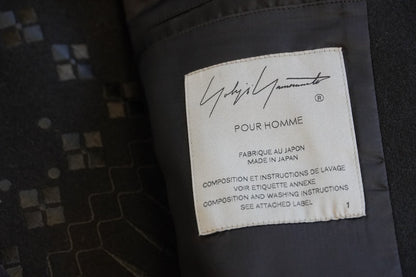 Yohji Yamamoto
®
POUR HOMME
FABRIQUE AU JAPON
MADE IN JAPAN
COMPOSITION ET INSTRUCTIONS DE LAVAGE
VOIR ETIQUETTE ANNEXE
COMPOSITION AND WASHING INSTRUCTIONS
SEE ATTACHED LABEL
1